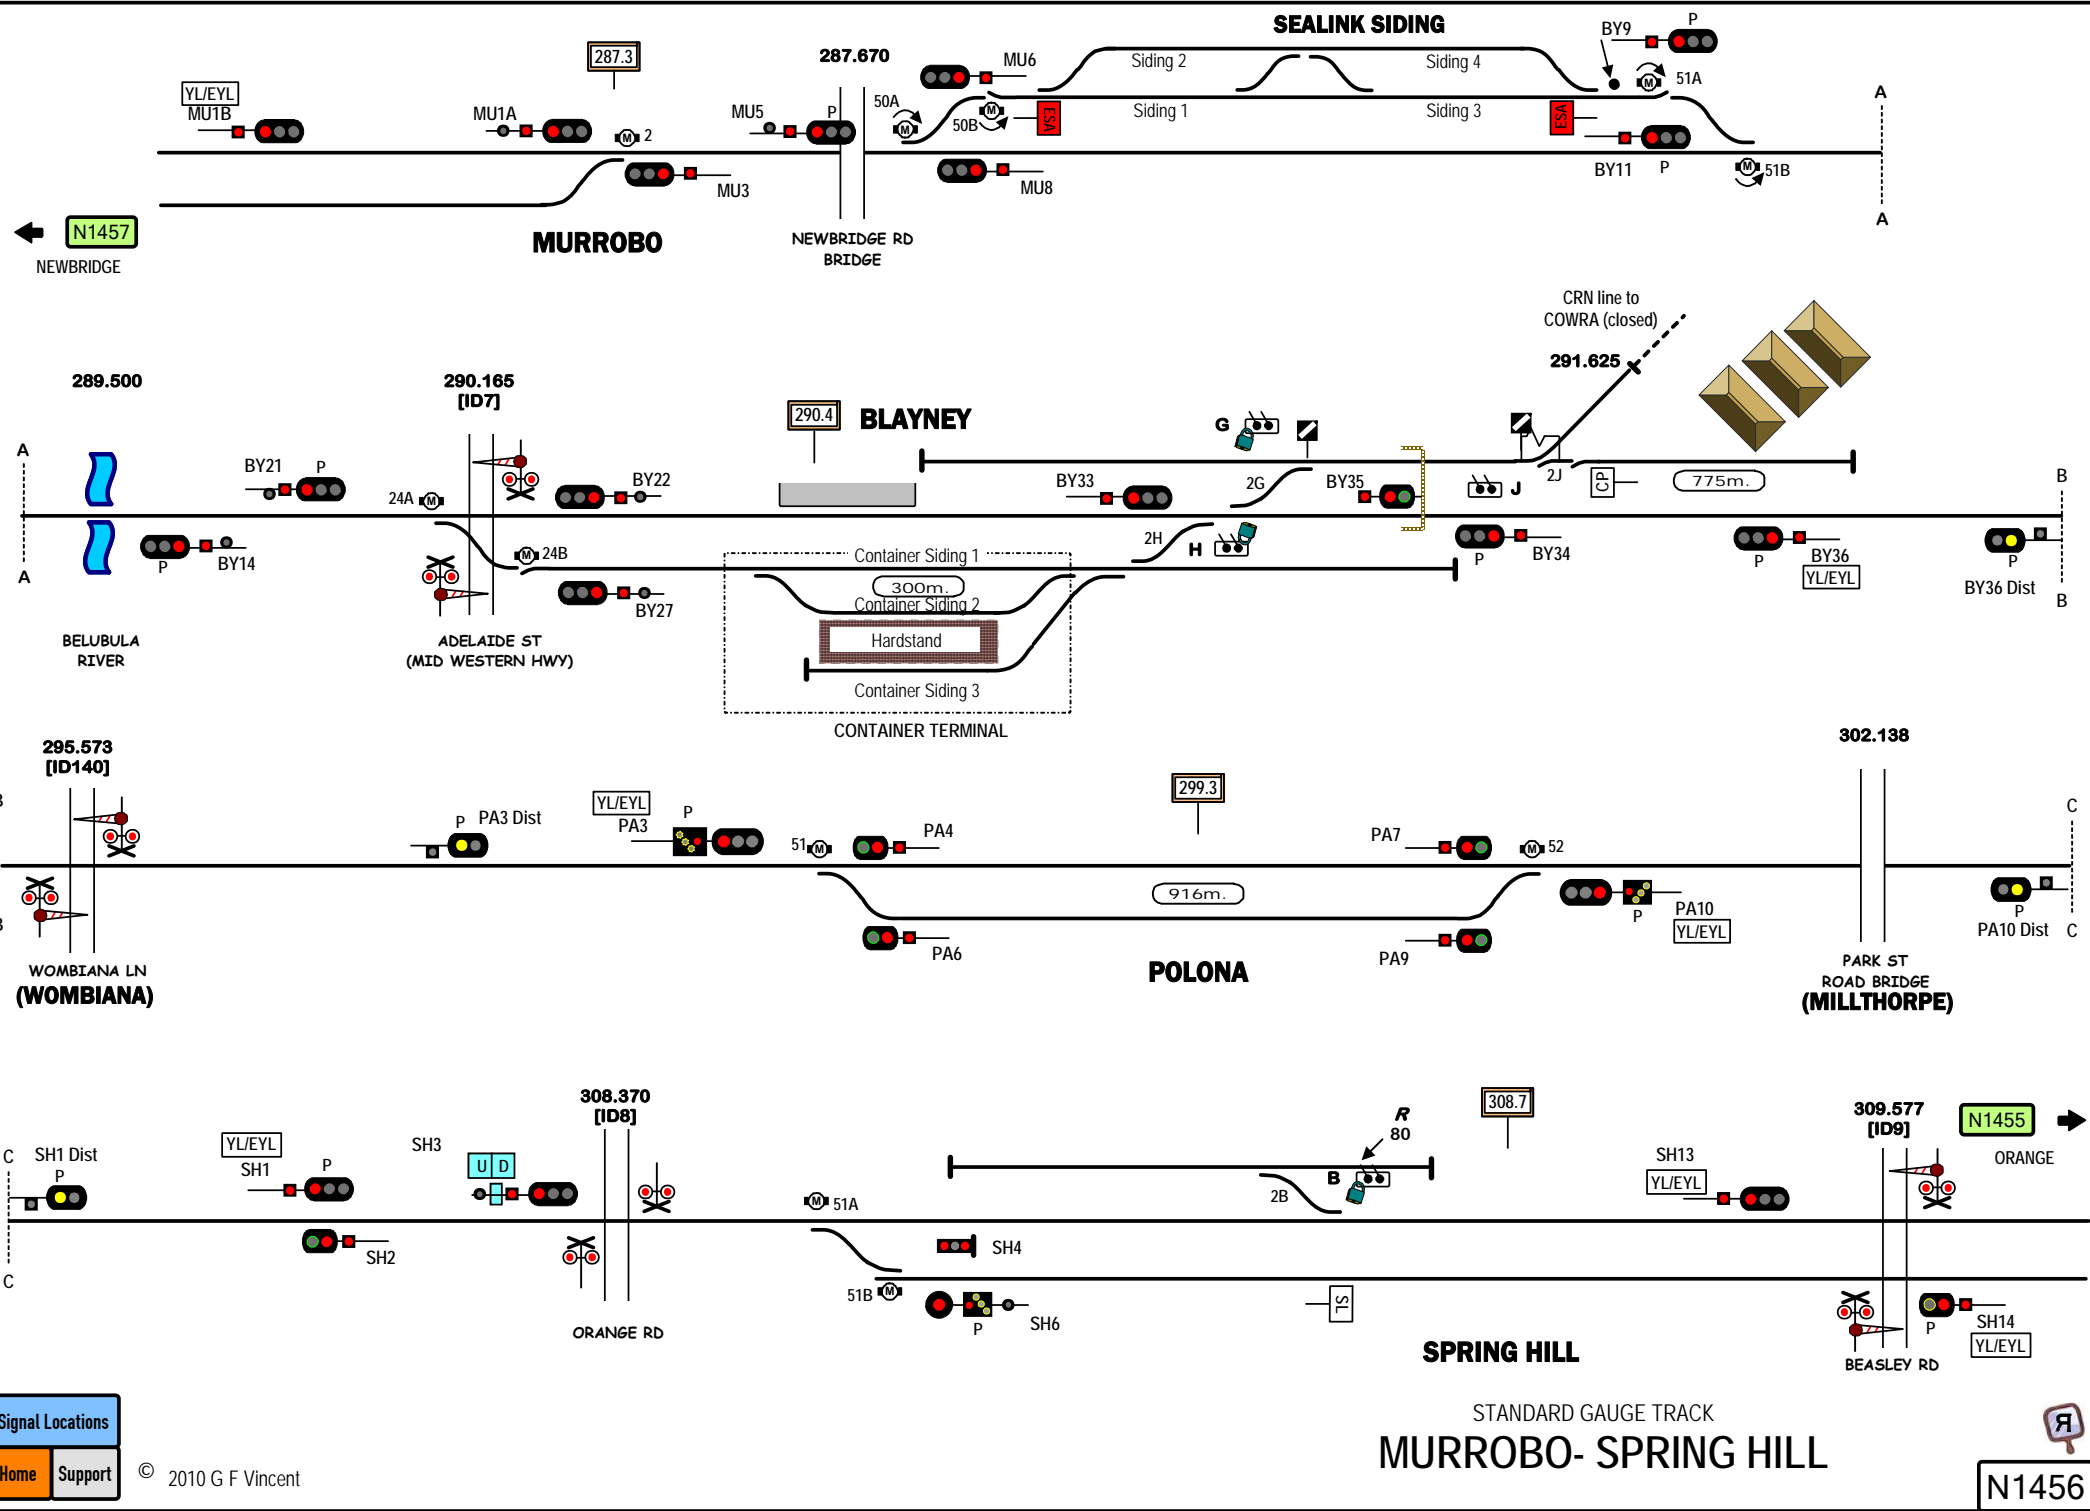 SEALINK SIDING
BY9
P
287.3
287.670
MU6
Siding 2
Siding 4
51A
YL/EYL
MU1B
MU1A
2
MU5
P
50A
50B
ESA
Siding 1
Siding 3
ESA
A
MU3
MU8
BY11
P
51B
A
N1457
NEWBRIDGE
MURROBO
NEWBRIDGE RD
BRIDGE
CRN line to
COWRA (closed)
291.625
289.500
290.165
[ID7]
290.4
BLAYNEY
G
A
BY21
P
24A
BY22
BY33
2G
BY35
J
2J
CP
775m.
B
P
BY14
24B
2H
H
P
BY34
P
BY36
YL/EYL
P
BY36 Dist
A
B
Container Siding 1
300m.
Container Siding 2
BY27
Hardstand
Container Siding 3
CONTAINER TERMINAL
BELUBULA
RIVER
ADELAIDE ST
(MID WESTERN HWY)
295.573
[ID140]
302.138
299.3
YL/EYL
PA3
P
P
PA3 Dist
51
PA4
PA7
52
C
916m.
P
PA10
YL/EYL
P
PA10 Dist
C
PA6
PA9
POLONA
WOMBIANA LN
(WOMBIANA)
PARK ST
ROAD BRIDGE
(MILLTHORPE)
308.370
[ID8]
R
80
308.7
309.577
[ID9]
N1455
ORANGE
C
SH1 Dist
P
YL/EYL
SH1
P
SH3
U D
51A
2B
B
SH13
YL/EYL
SH2
SH4
C
51B
P
SH6
SL
P
SH14
YL/EYL
ORANGE RD
SPRING HILL
BEASLEY RD
Signal Locations
Home
Support
© 2010 G F Vincent
STANDARD GAUGE TRACK
MURROBO- SPRING HILL
Я
N1456